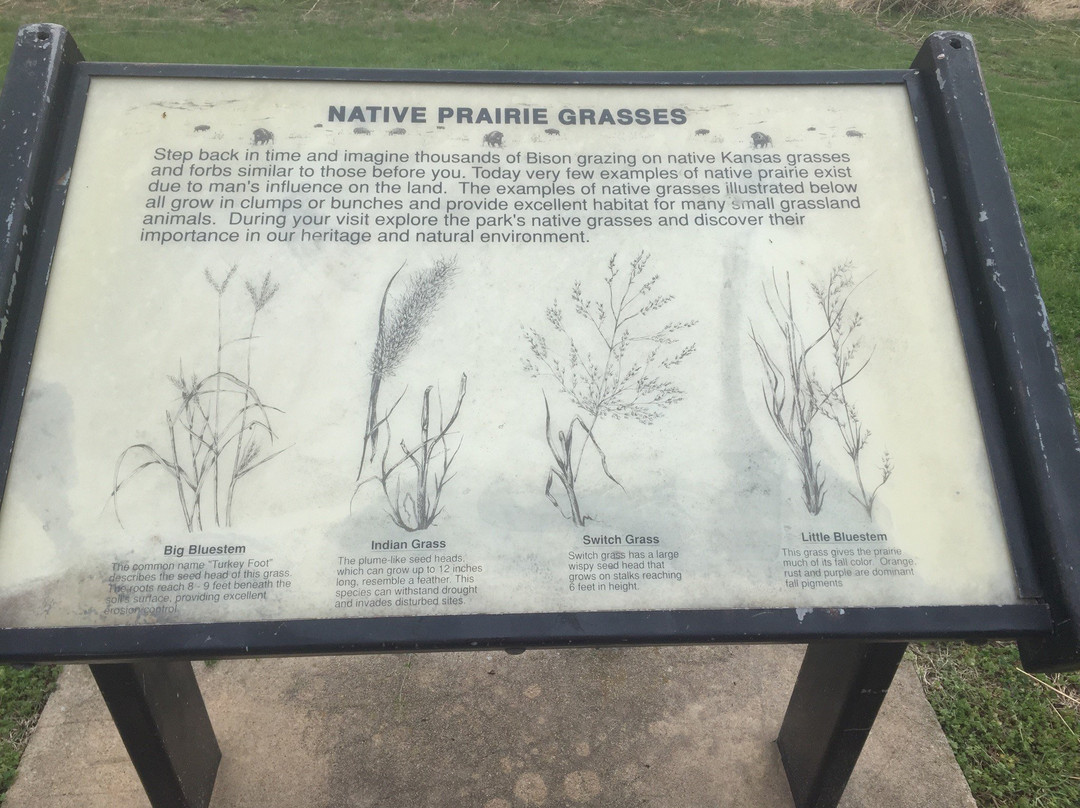 NATIVE PRAIRIE GRASSES
Step back in time and imagine thousands of Bison grazing on native Kansas grasses
and forbs similar to those before you. Today very few examples of native prairie exist
due to man's influence on the land. The examples of native grasses illustrated below
all grow in clumps or bunches and provide excellent habitat for many small grassland
animals. During your visit explore the park's native grasses and discover their
importance in our heritage and natural environment.
Big Bluestem
The common name "Turkey Foot"
describes the seed head of this grass.
The roots reach 8 - 9 feet beneath the
soil's surface, providing excellent
erosion control.
Indian Grass
The plume-like seed heads,
which can grow up to 12 inches
long, resemble a feather. This
species can withstand drought
and invades disturbed sites.
Switch Grass
Switch grass has a large
wispy seed head that
grows on stalks reaching
6 feet in height.
Little Bluestem
This grass gives the prairie
much of its fall color. Orange,
rust and purple are dominant
fall pigments.